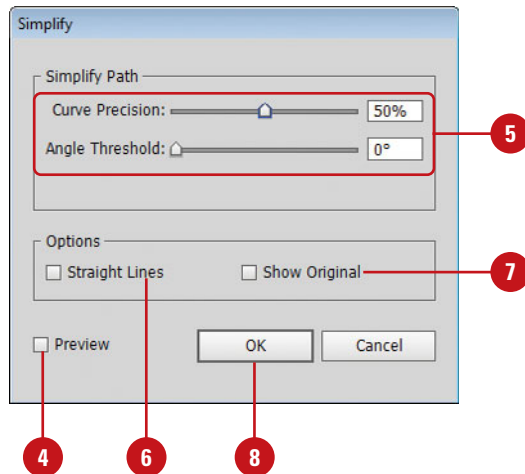 Simplify
Simplify Path
Curve Precision: 50%
Angle Threshold: 0°
5
Options
Straight Lines Show Original
7
Preview OK Cancel
4 6 8